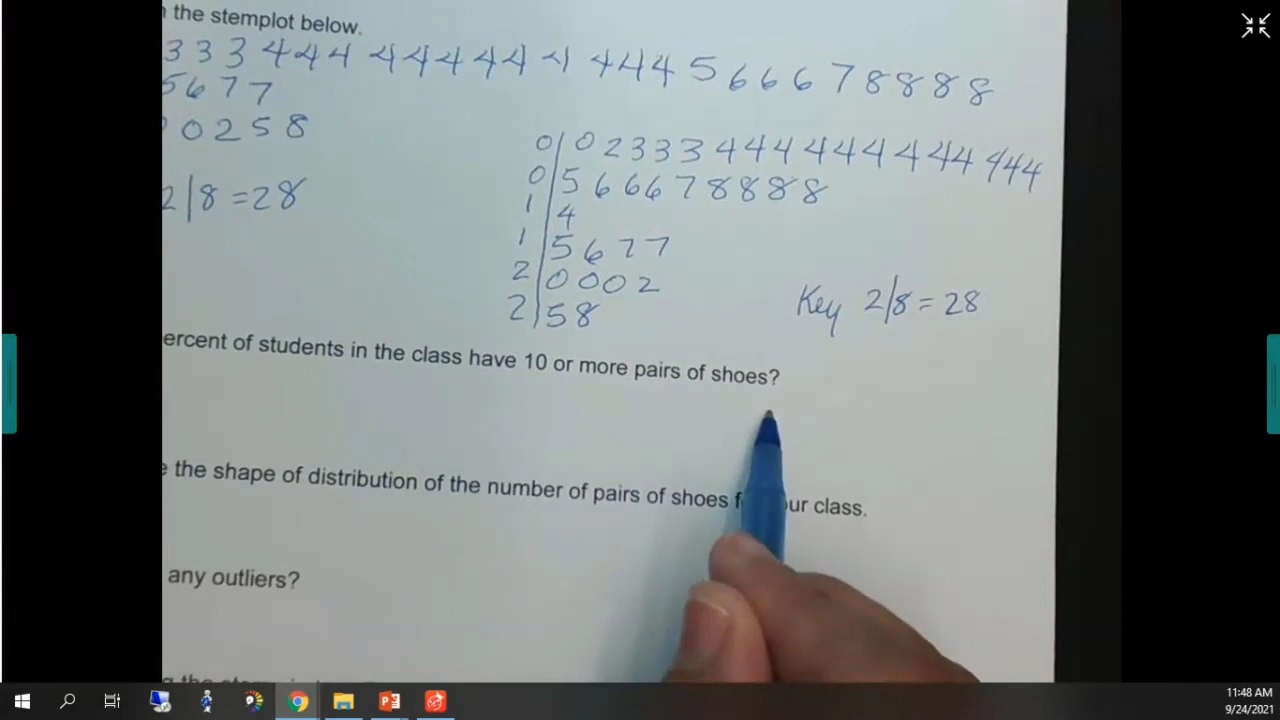 the stemplot below.
3 3 3 4 4 4 4 4 4 4 4 4 4 4 4 5 6 6 6 7 8 8 8 8
5 6 7 7
0 2 5 8
2|8 = 28
0| 0 2 3 3 3 4 4 4 4 4 4 4 4 4 4 4 4
0|5 6 6 6 7 8 8 8 8
1|4
1|5 6 7 7
2|0 0 0 2
2|5 8
Key 2|8 = 28
ercent of students in the class have 10 or more pairs of shoes?
e the shape of distribution of the number of pairs of shoes f ur class.
any outliers?
11:48 AM
9/24/2021